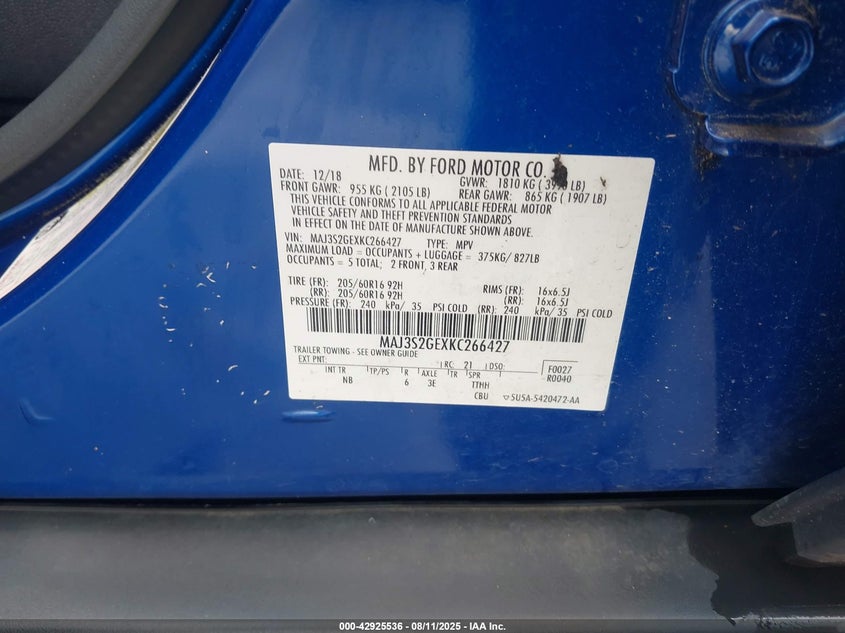 MFD. BY FORD MOTOR CO.
DATE: 12/18 GVWR: 1810 KG ( LB)
FRONT GAWR: 955 KG ( 2105 LB) REAR GAWR: 865 KG ( 1907 LB)
THIS VEHICLE CONFORMS TO ALL APPLICABLE FEDERAL MOTOR
VEHICLE SAFETY AND THEFT PREVENTION STANDARDS
IN EFFECT ON THE DATE OF MANUFACTURE SHOWN ABOVE.
VIN: MAJ3S2GEXKC266427 TYPE: MPV
MAXIMUM LOAD = OCCUPANTS + LUGGAGE = 375KG/ 827LB
OCCUPANTS = 5 TOTAL; 2 FRONT, 3 REAR
TIRE (FR): 205/60R16 92H RIMS (FR): 16x6.5J
(RR): 205/60R16 92H (RR): 16x6.5J
PRESSURE (FR): 240 kPa/ 35 PSI COLD (RR): 240 kPa/ 35 PSI COLD
MAJ3S2GEXKC266427
TRAILER TOWING - SEE OWNER GUIDE
EXT PNT: RC: 21 DSO: F0027
INT TR TP/PS R AXLE TR SPR R0040
NB 6 3E TTHH
CBU 5U5A-5420472-AA
000-42925536 - 08/11/2025 - IAA Inc.